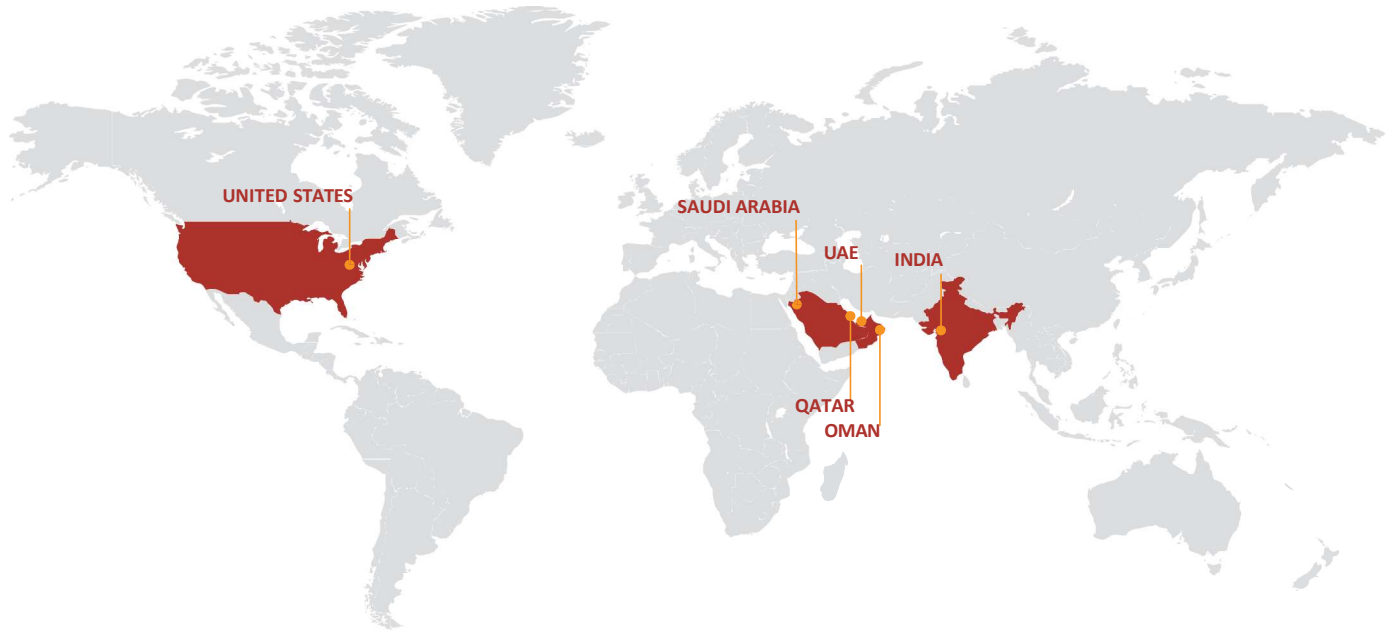 UNITED STATES
SAUDI ARABIA
UAE
INDIA
QATAR
OMAN